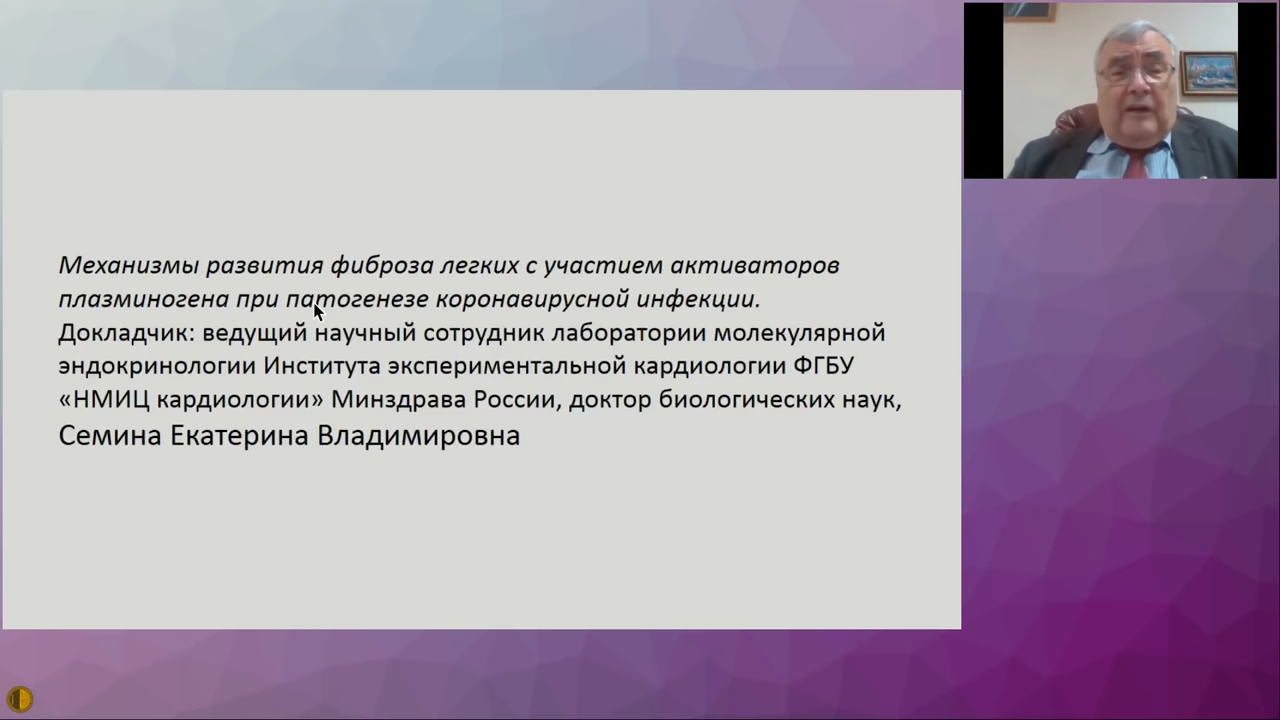 Механизмы развития фиброза легких с участием активаторов
плазминогена при патогенезе коронавирусной инфекции.
Докладчик: ведущий научный сотрудник лаборатории молекулярной
эндокринологии Института экспериментальной кардиологии ФГБУ
«НМИЦ кардиологии» Минздрава России, доктор биологических наук,
Семина Екатерина Владимировна